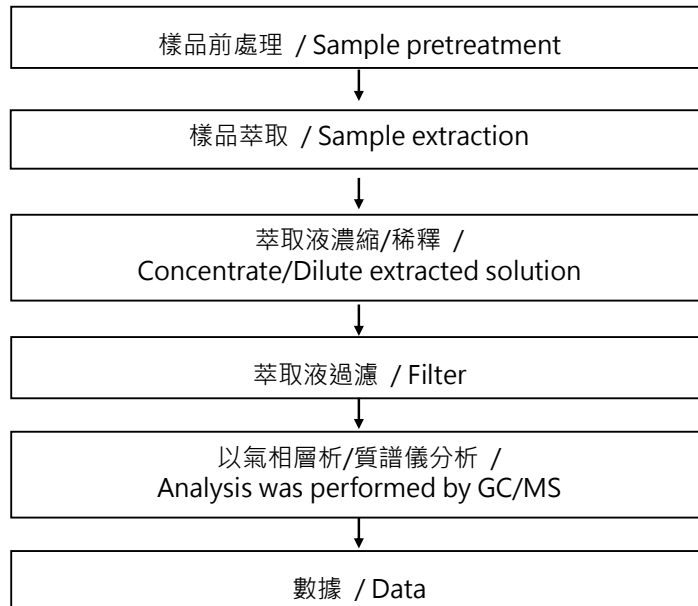 樣品前處理 / Sample pretreatment
樣品萃取 / Sample extraction
萃取液濃縮/稀釋 /
Concentrate/Dilute extracted solution
萃取液過濾 / Filter
以氣相層析/質譜儀分析 /
Analysis was performed by GC/MS
數據 / Data